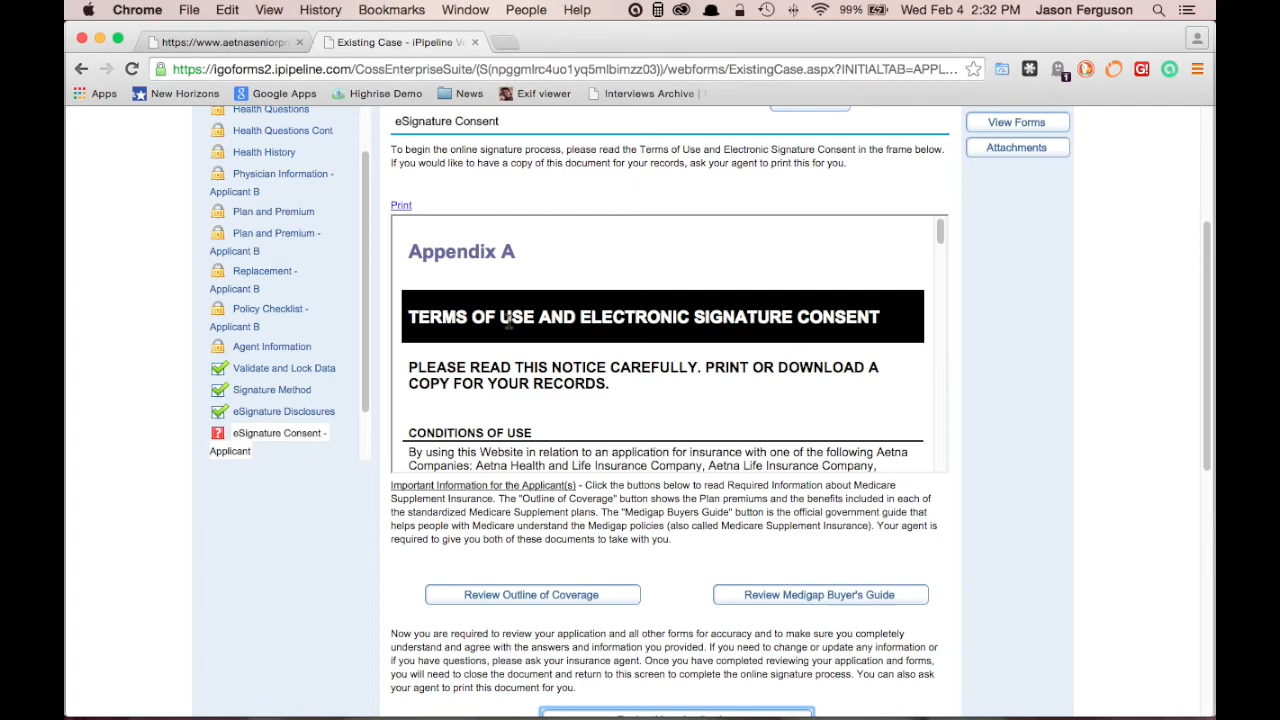 Chrome File Edit View History Bookmarks Window People Help 99% Wed Feb 4 2:32 PM Jason Ferguson
https://www.aetnaseniorpr Existing Case - iPipeline V
https://igoforms2.ipipeline.com/CossEnterpriseSuite/(S(npggmlrc4uo1yq5mlbimzz03))/webforms/ExistingCase.aspx?INITIALTAB=APPL...
Apps New Horizons Google Apps Highrise Demo News Exif viewer Interviews Archive |
Health Questions
Health Questions Cont
Health History
Physician Information -
Applicant B
Plan and Premium
Plan and Premium -
Applicant B
Replacement -
Applicant B
Policy Checklist -
Applicant B
Agent Information
Validate and Lock Data
Signature Method
eSignature Disclosures
eSignature Consent -
Applicant
eSignature Consent
To begin the online signature process, please read the Terms of Use and Electronic Signature Consent in the frame below.
If you would like to have a copy of this document for your records, ask your agent to print this for you.
Print
Appendix A
TERMS OF USE AND ELECTRONIC SIGNATURE CONSENT
PLEASE READ THIS NOTICE CAREFULLY. PRINT OR DOWNLOAD A
COPY FOR YOUR RECORDS.
CONDITIONS OF USE
By using this Website in relation to an application for insurance with one of the following Aetna
Companies: Aetna Health and Life Insurance Company, Aetna Life Insurance Company,
Important Information for the Applicant(s) - Click the buttons below to read Required Information about Medicare
Supplement Insurance. The "Outline of Coverage" button shows the Plan premiums and the benefits included in each of
the standardized Medicare Supplement plans. The "Medigap Buyers Guide" button is the official government guide that
helps people with Medicare understand the Medigap policies (also called Medicare Supplement Insurance). Your agent is
required to give you both of these documents to take with you.
Review Outline of Coverage Review Medigap Buyer's Guide
Now you are required to review your application and all other forms for accuracy and to make sure you completely
understand and agree with the answers and information you provided. If you need to change or update any information or
if you have questions, please ask your insurance agent. Once you have completed reviewing your application and forms,
you will need to close the document and return to this screen to complete the online signature process. You can also ask
your agent to print this document for you.
View Forms
Attachments